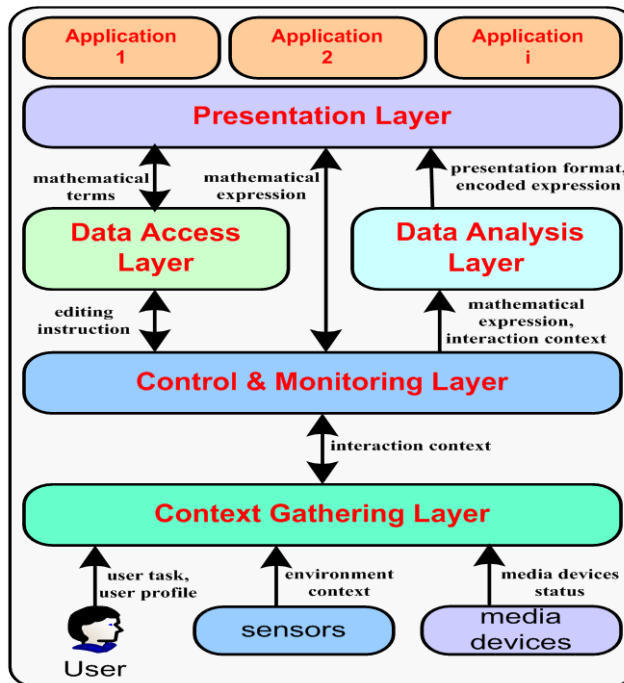 Application
1
Application
2
Application
i
Presentation Layer
mathematical
terms
mathematical
expression
presentation format,
encoded expression
Data Access
Layer
Data Analysis
Layer
editing
instruction
mathematical
expression,
interaction context
Control & Monitoring Layer
interaction context
Context Gathering Layer
user task,
user profile
environment
context
media devices
status
User
sensors
media
devices